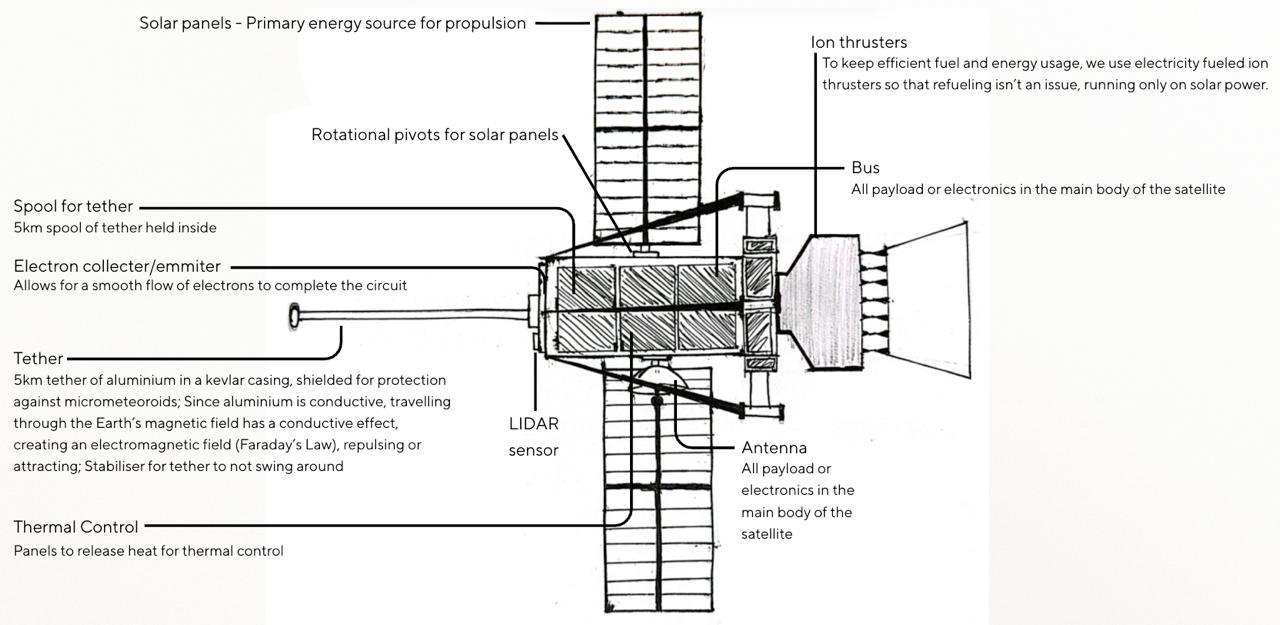 Solar panels - Primary energy source for propulsion
Ion thrusters
To keep efficient fuel and energy usage, we use electricity fueled ion
thrusters so that refueling isn't an issue, running only on solar power.
Rotational pivots for solar panels
Bus
All payload or electronics in the main body of the satellite
Spool for tether
5km spool of tether held inside
Electron collecter/emmiter
Allows for a smooth flow of electrons to complete the circuit
Tether
5km tether of aluminium in a kevlar casing, shielded for protection
against micrometeoroids; Since aluminium is conductive, travelling
through the Earth's magnetic field has a conductive effect,
creating an electromagnetic field (Faraday's Law), repulsing or
attracting; Stabiliser for tether to not swing around
LIDAR
sensor
Antenna
All payload or
electronics in the
main body of the
satellite
Thermal Control
Panels to release heat for thermal control